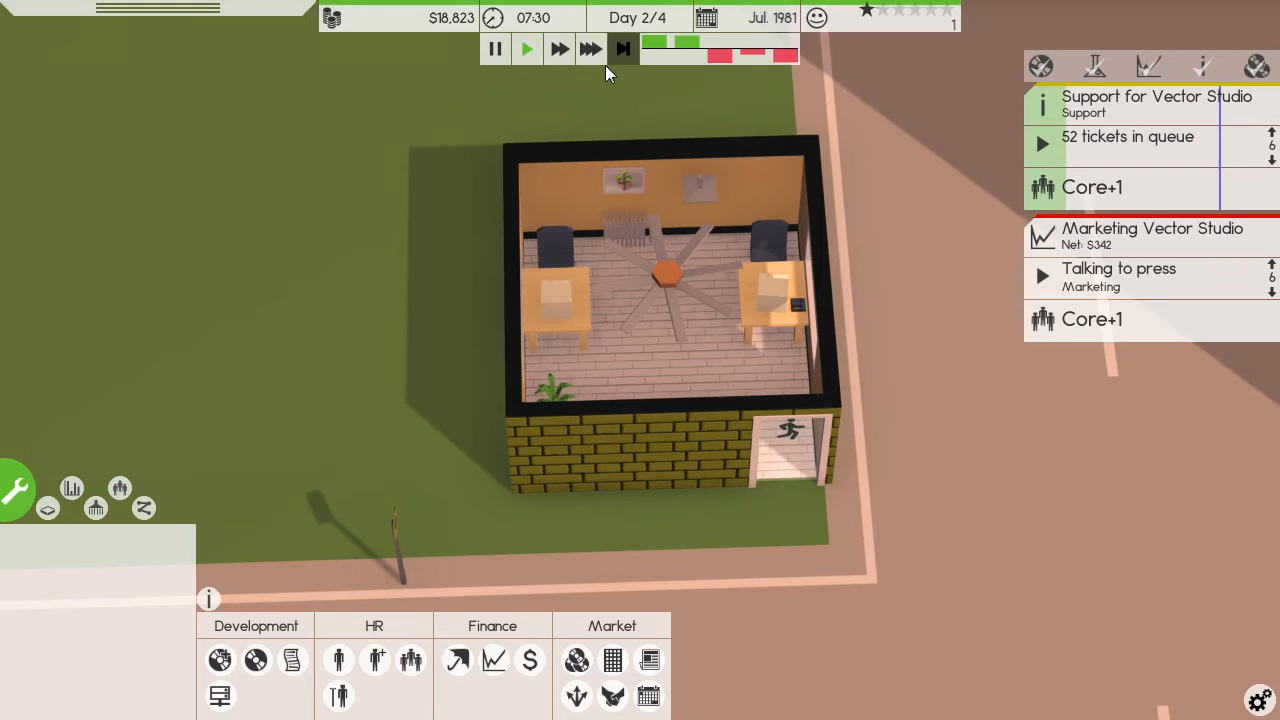 $18,823
07:30
Day 2/4
Jul. 1981
1
Support for Vector Studio
Support
52 tickets in queue
6
Core+1
Marketing Vector Studio
Net: $342
Talking to press
Marketing
6
Core+1
Development
HR
Finance
Market